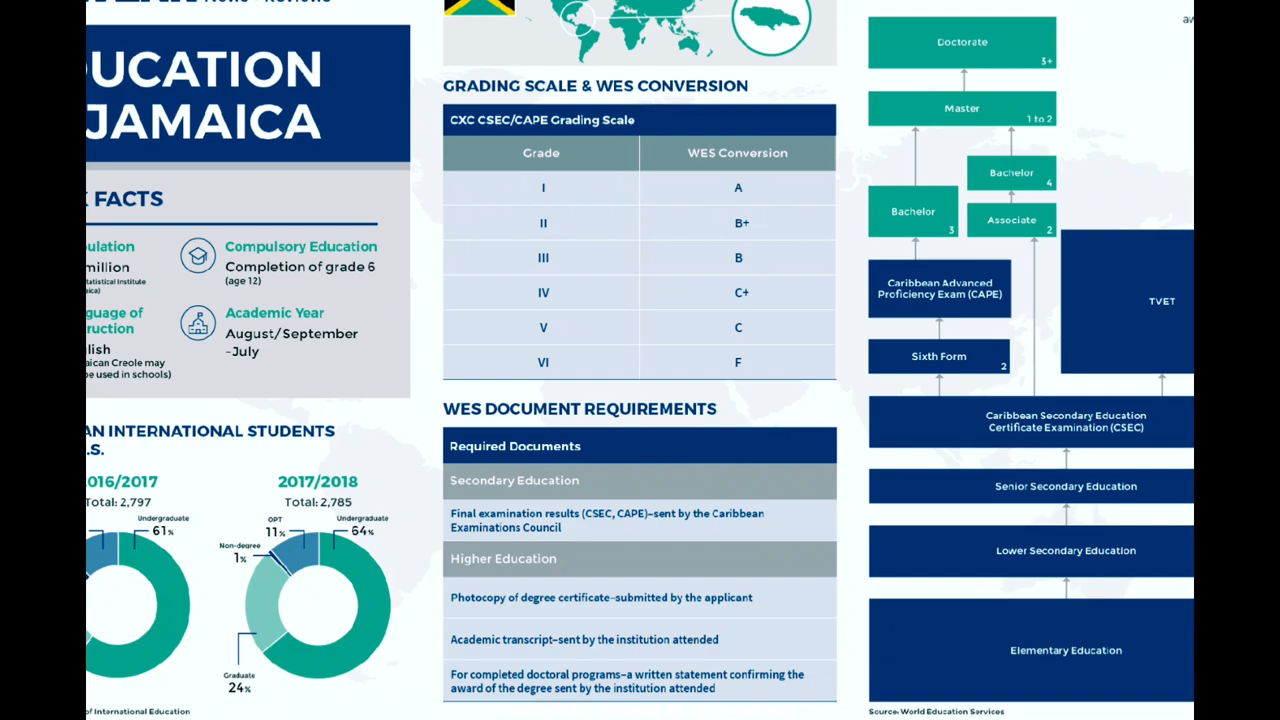 News + Reviews
UCATION
JAMAICA
FACTS
ulation
million
tatistical Institute
aica)
Compulsory Education
Completion of grade 6
(age 12)
guage of
ruction
lish
aican Creole may
be used in schools)
Academic Year
August/September
–July
AN INTERNATIONAL STUDENTS
.S.
016/2017
Total: 2,797
Undergraduate
61%
2017/2018
Total: 2,785
OPT
11%
Undergraduate
64%
Non-degree
1%
Graduate
24%
of International Education
GRADING SCALE & WES CONVERSION
CXC CSEC/CAPE Grading Scale
Grade WES Conversion
I A
II B+
III B
IV C+
V C
VI F
WES DOCUMENT REQUIREMENTS
Required Documents
Secondary Education
Final examination results (CSEC, CAPE)–sent by the Caribbean
Examinations Council
Higher Education
Photocopy of degree certificate–submitted by the applicant
Academic transcript–sent by the institution attended
For completed doctoral programs–a written statement confirming the
award of the degree sent by the institution attended
aw
Doctorate
3+
Master
1 to 2
Bachelor
4
Bachelor
3
Associate
2
Caribbean Advanced
Proficiency Exam (CAPE)
TVET
Sixth Form
2
Caribbean Secondary Education
Certificate Examination (CSEC)
Senior Secondary Education
Lower Secondary Education
Elementary Education
Source: World Education Services